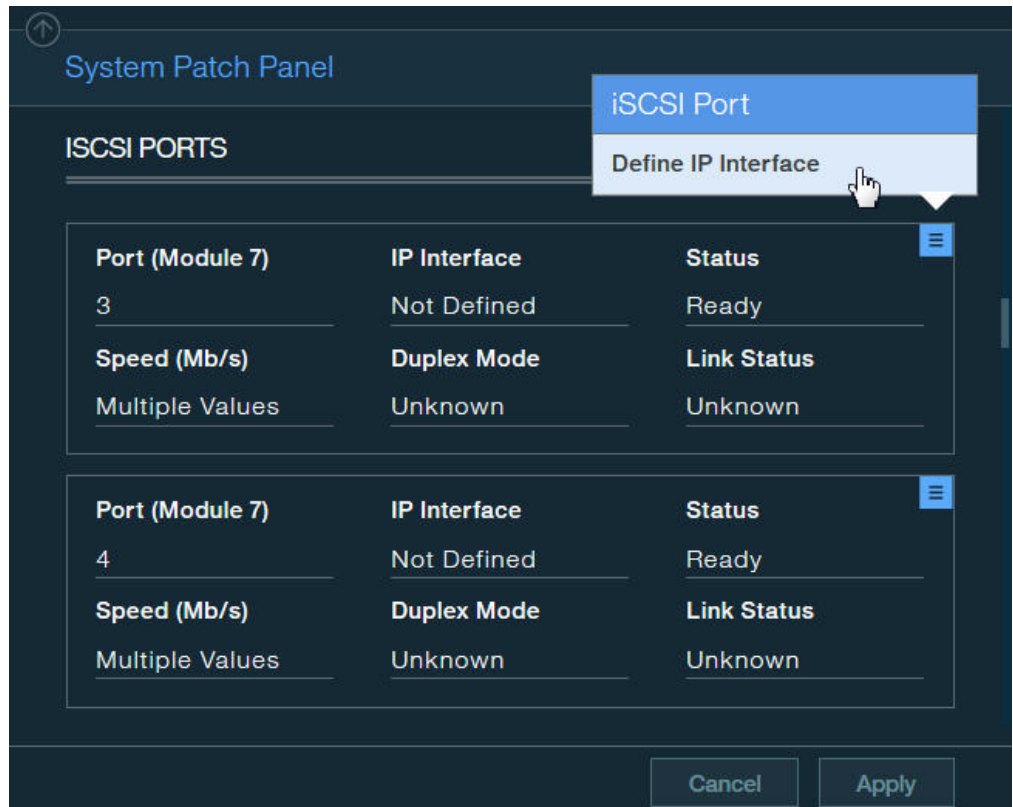 System Patch Panel
iSCSI Port
Define IP Interface
ISCSI PORTS
Port (Module 7) IP Interface Status
3 Not Defined Ready
Speed (Mb/s) Duplex Mode Link Status
Multiple Values Unknown Unknown
Port (Module 7) IP Interface Status
4 Not Defined Ready
Speed (Mb/s) Duplex Mode Link Status
Multiple Values Unknown Unknown
Cancel Apply